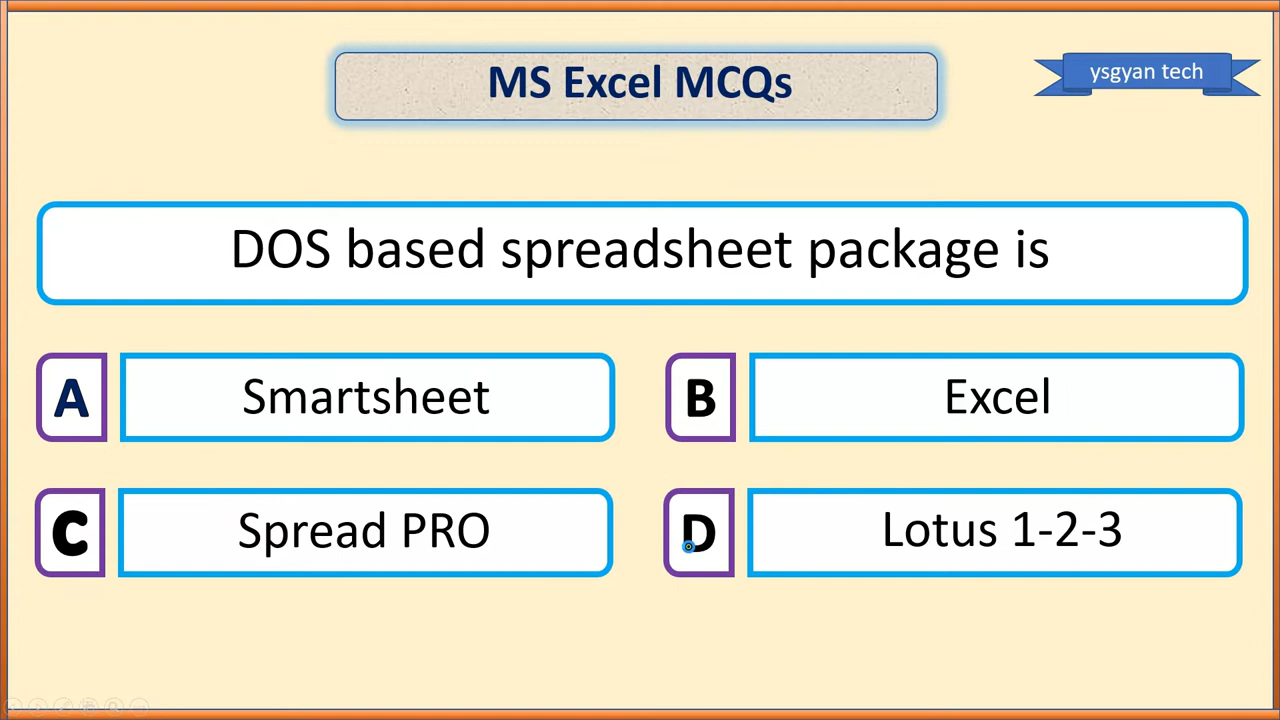 MS Excel MCQs
ysgyan tech
DOS based spreadsheet package is
A
Smartsheet
B
Excel
C
Spread PRO
D
Lotus 1-2-3